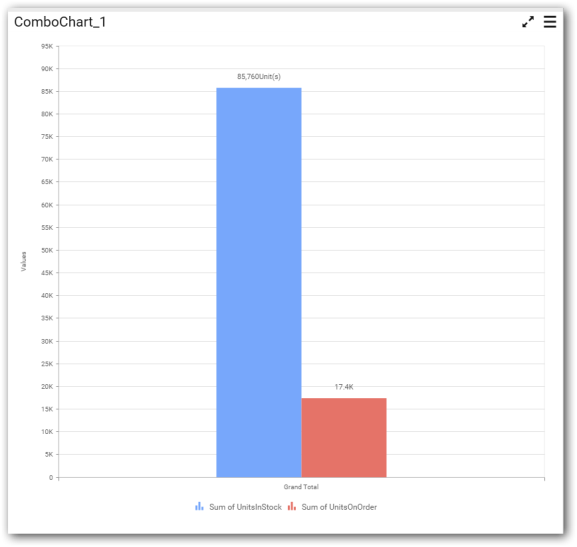 ComboChart_1
95K
90K
85K
80K
75K
70K
65K
60K
55K
50K
45K
40K
35K
30K
25K
20K
15K
10K
5K
0
Values
85,760Unit(s)
17.4K
Grand Total
Sum of UnitsInStock Sum of UnitsOnOrder